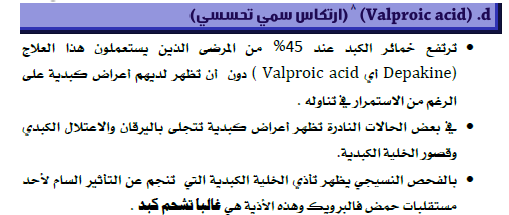 d. (Valproic acid) ^ (ارتكاس سمي تحسسي)
• ترتفع خمائر الكبد عند 45% من المرضى الذين يستعملون هذا العلاج
(Depakine أي Valproic acid ) دون أن تظهر لديهم أعراض كبدية على
الرغم من الاستمرار في تناوله .
• في بعض الحالات النادرة تظهر أعراض كبدية تتجلى باليرقان والاعتلال الكبدي
وقصور الخلية الكبدية.
• بالفحص النسيجي يظهر تأذي الخلية الكبدية التي تنجم عن التأثير السام لأحد
مستقلبات حمض فالبرويك وهذه الأذية هي غالبا تشحم كبد .